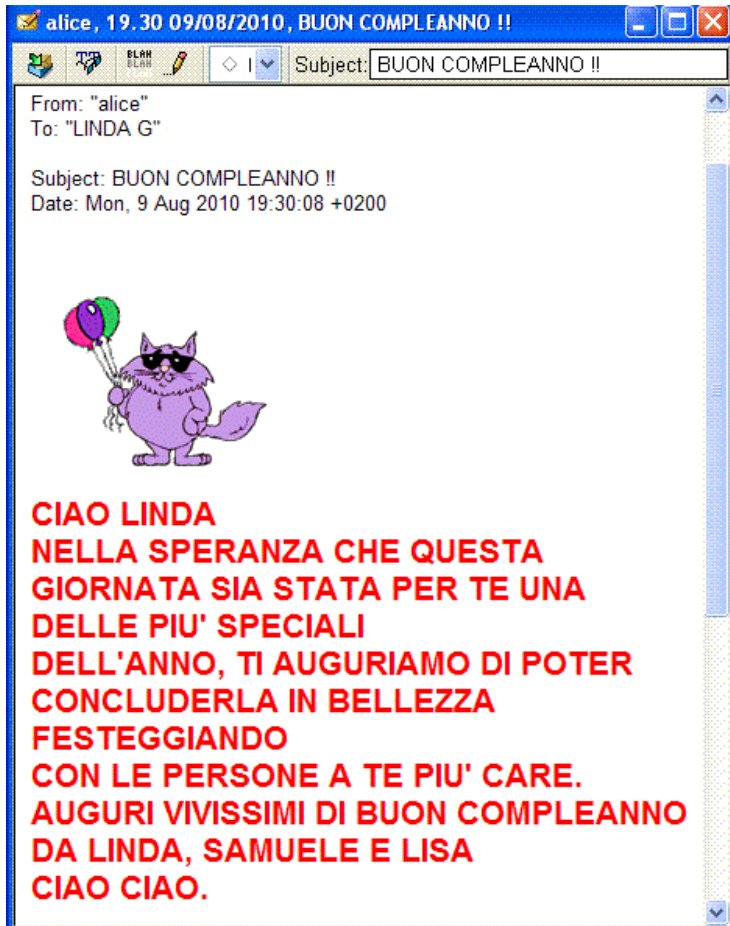 alice, 19.30 09/08/2010, BUON COMPLEANNO !!
BLAH BLAH Subject: BUON COMPLEANNO !!
From: "alice"
To: "LINDA G"
Subject: BUON COMPLEANNO !!
Date: Mon, 9 Aug 2010 19:30:08 +0200
CIAO LINDA
NELLA SPERANZA CHE QUESTA
GIORNATA SIA STATA PER TE UNA
DELLE PIU' SPECIALI
DELL'ANNO, TI AUGURIAMO DI POTER
CONCLUDERLA IN BELLEZZA
FESTEGGIANDO
CON LE PERSONE A TE PIU' CARE.
AUGURI VIVISSIMI DI BUON COMPLEANNO
DA LINDA, SAMUELE E LISA
CIAO CIAO.